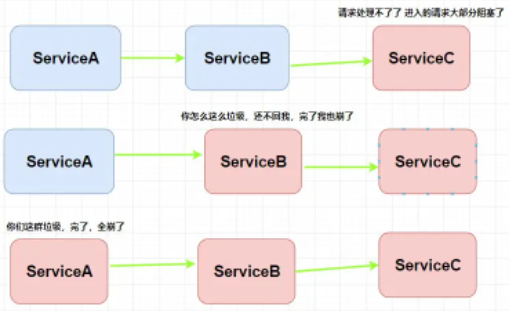 请求处理不了了 进入的请求大部分阻塞了
ServiceA
ServiceB
ServiceC
你怎么这么垃圾，还不回我，完了我也崩了
ServiceA
ServiceB
ServiceC
你们这群垃圾，完了，全崩了
ServiceA
ServiceB
ServiceC